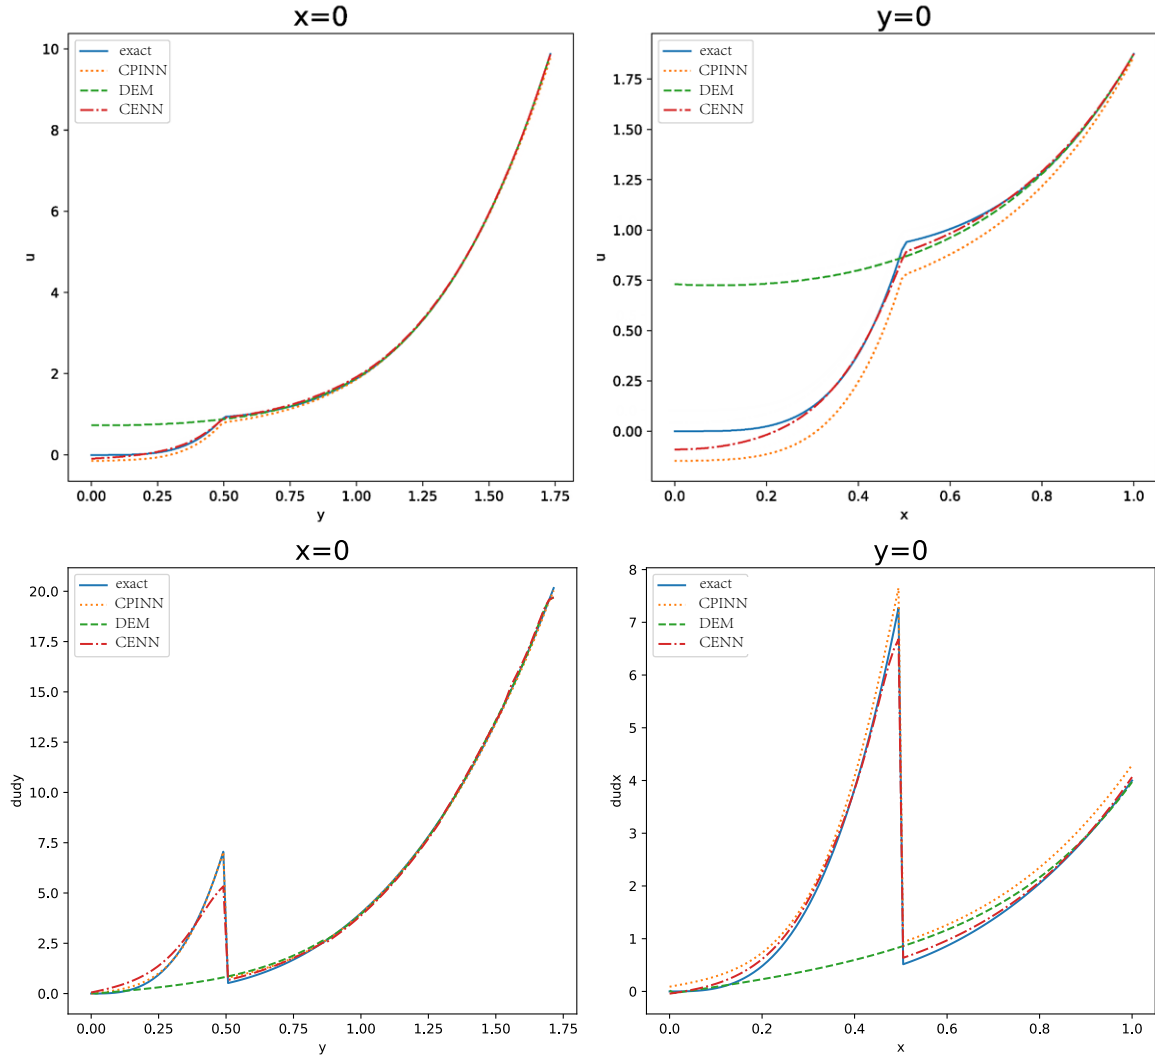 x=0
exact
CPINN
DEM
CENN
10
8
6
4
2
0
u
0.00 0.25 0.50 0.75 1.00 1.25 1.50 1.75
y
y=0
exact
CPINN
DEM
CENN
1.75
1.50
1.25
1.00
0.75
0.50
0.25
0.00
u
0.0 0.2 0.4 0.6 0.8 1.0
x
x=0
exact
CPINN
DEM
CENN
20.0
17.5
15.0
12.5
10.0
7.5
5.0
2.5
0.0
dudy
0.00 0.25 0.50 0.75 1.00 1.25 1.50 1.75
y
y=0
exact
CPINN
DEM
CENN
8
7
6
5
4
3
2
1
0
dudx
0.0 0.2 0.4 0.6 0.8 1.0
x